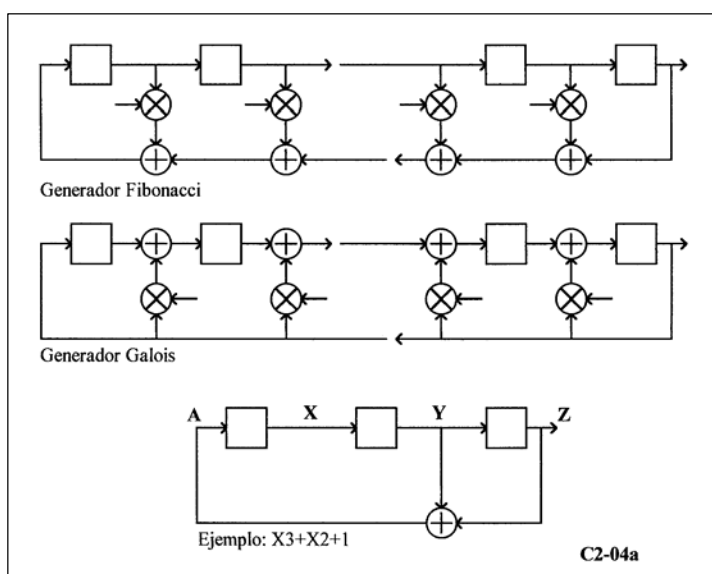 Generador Fibonacci
Generador Galois
A X Y Z
Ejemplo: X3+X2+1
C2-04a